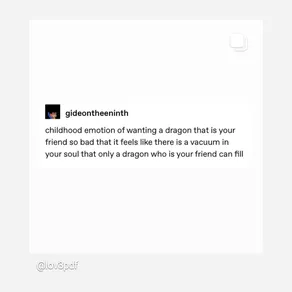 gideontheeninth
childhood emotion of wanting a dragon that is your
friend so bad that it feels like there is a vacuum in
your soul that only a dragon who is your friend can fill
@lov3pdf